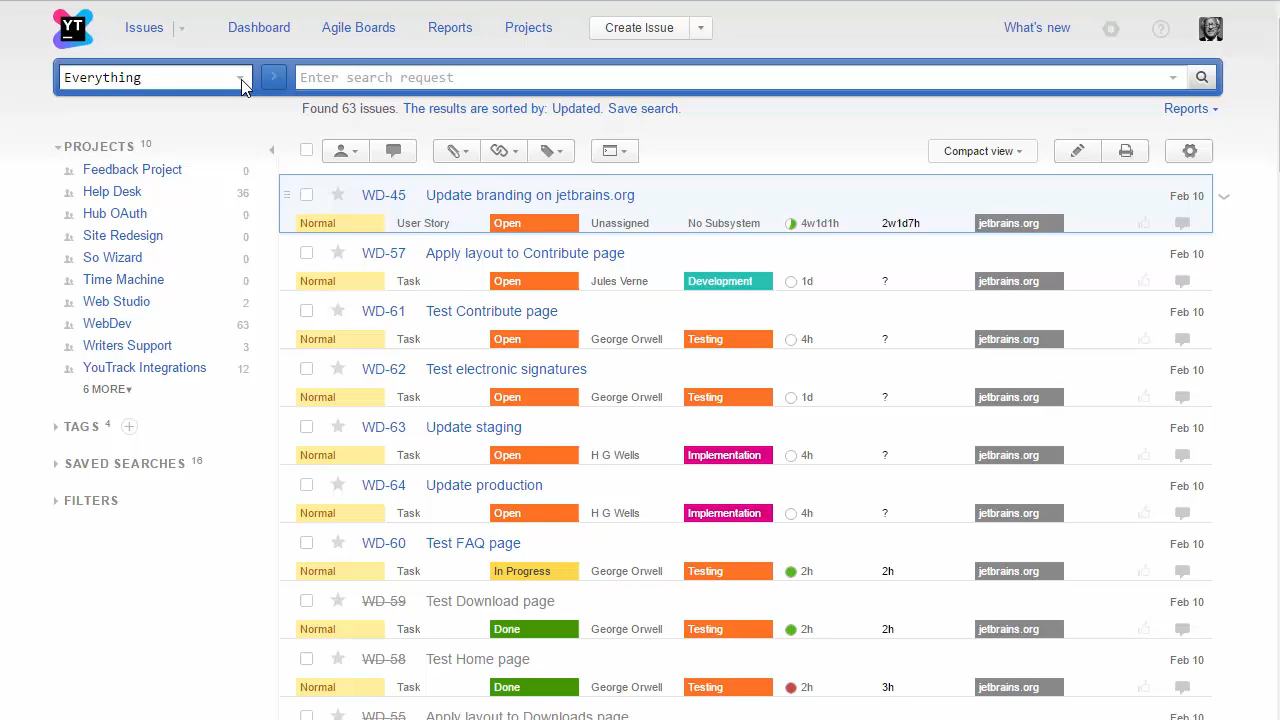 YT
Issues Dashboard Agile Boards Reports Projects Create Issue What's new
Everything Enter search request
Found 63 issues. The results are sorted by: Updated. Save search. Reports
PROJECTS 10
Feedback Project 0
Help Desk 36
Hub OAuth 0
Site Redesign 0
So Wizard 0
Time Machine 0
Web Studio 2
WebDev 63
Writers Support 3
YouTrack Integrations 12
6 MORE
TAGS 4
SAVED SEARCHES 16
FILTERS
Compact view
WD-45 Update branding on jetbrains.org Feb 10
Normal User Story Open Unassigned No Subsystem 4w1d1h 2w1d7h jetbrains.org
WD-57 Apply layout to Contribute page Feb 10
Normal Task Open Jules Verne Development 1d ? jetbrains.org
WD-61 Test Contribute page Feb 10
Normal Task Open George Orwell Testing 4h ? jetbrains.org
WD-62 Test electronic signatures Feb 10
Normal Task Open George Orwell Testing 1d ? jetbrains.org
WD-63 Update staging Feb 10
Normal Task Open H G Wells Implementation 4h ? jetbrains.org
WD-64 Update production Feb 10
Normal Task Open H G Wells Implementation 4h ? jetbrains.org
WD-60 Test FAQ page Feb 10
Normal Task In Progress George Orwell Testing 2h 2h jetbrains.org
WD-59 Test Download page Feb 10
Normal Task Done George Orwell Testing 2h 2h jetbrains.org
WD-58 Test Home page Feb 10
Normal Task Done George Orwell Testing 2h 3h jetbrains.org
WD-55 Apply layout to Downloads page Feb 10